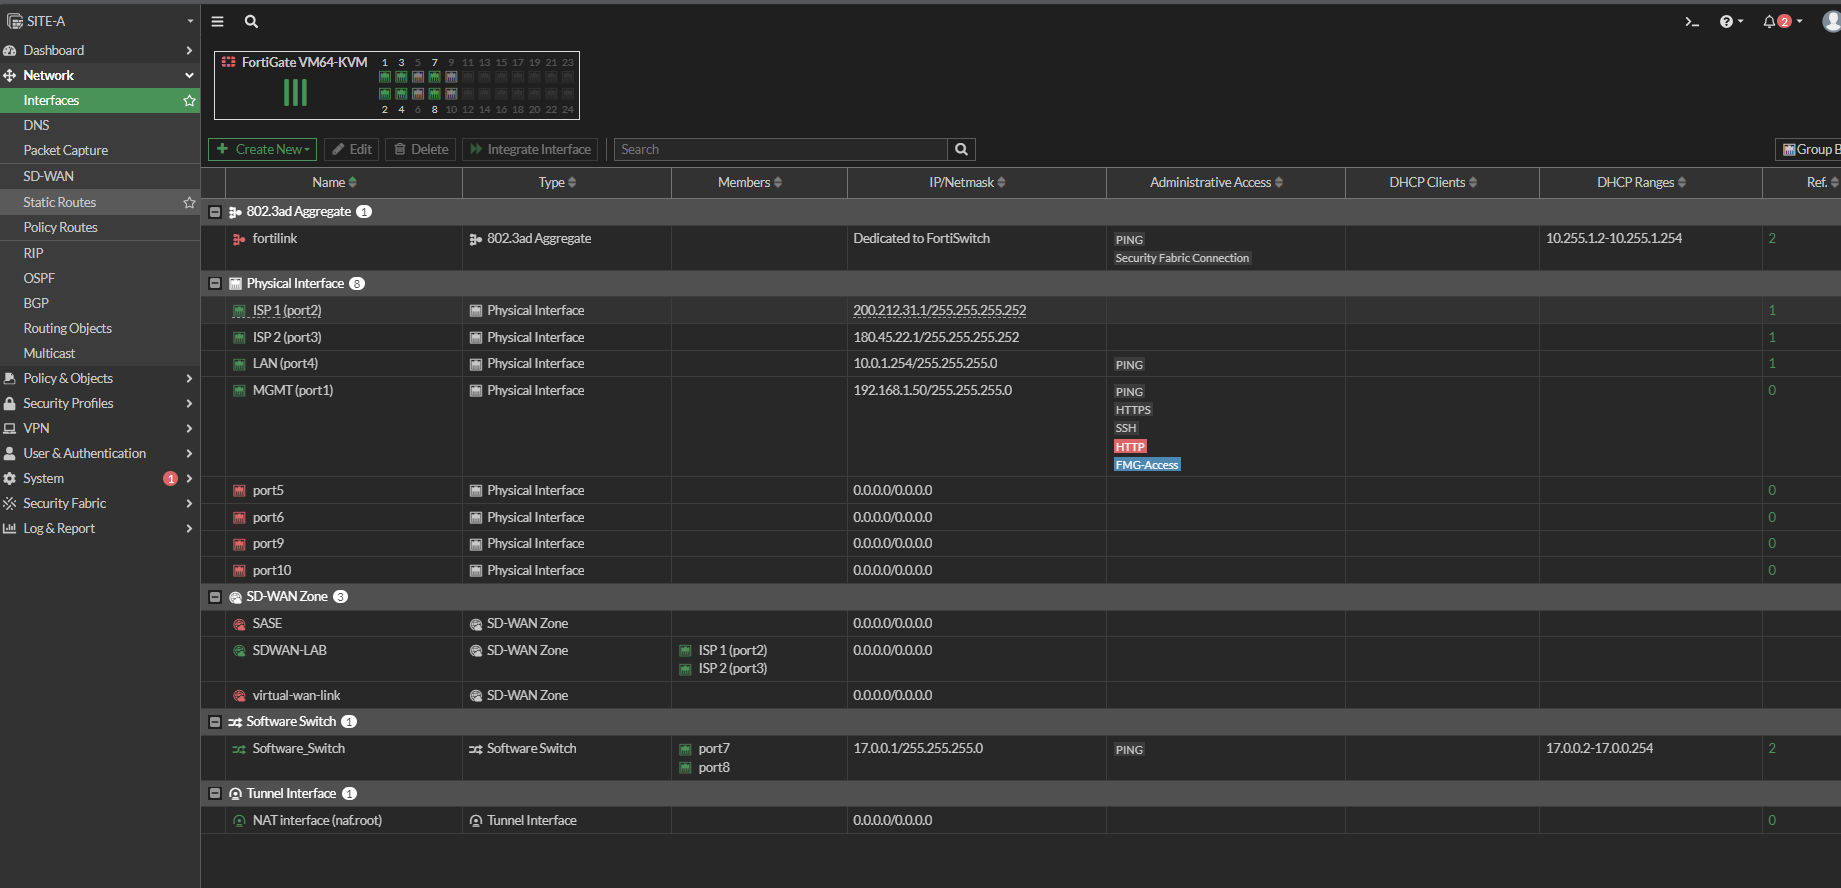 SITE-A
2
Dashboard
Network
Interfaces
DNS
Packet Capture
SD-WAN
Static Routes
Policy Routes
RIP
OSPF
BGP
Routing Objects
Multicast
Policy & Objects
Security Profiles
VPN
User & Authentication
System 1
Security Fabric
Log & Report
FortiGate VM64-KVM 1 3 5 7 9 11 13 15 17 19 21 23
2 4 6 8 10 12 14 16 18 20 22 24
Create New Edit Delete Integrate Interface Search Group B
Name Type Members IP/Netmask Administrative Access DHCP Clients DHCP Ranges Ref.
802.3ad Aggregate 1
fortilink 802.3ad Aggregate Dedicated to FortiSwitch PING 10.255.1.2-10.255.1.254 2
Security Fabric Connection
Physical Interface 8
ISP 1 (port2) Physical Interface 200.212.31.1/255.255.255.252 1
ISP 2 (port3) Physical Interface 180.45.22.1/255.255.255.252 1
LAN (port4) Physical Interface 10.0.1.254/255.255.255.0 PING 1
MGMT (port1) Physical Interface 192.168.1.50/255.255.255.0 PING 0
HTTPS
SSH
HTTP
FMG-Access
port5 Physical Interface 0.0.0.0/0.0.0.0 0
port6 Physical Interface 0.0.0.0/0.0.0.0 0
port9 Physical Interface 0.0.0.0/0.0.0.0 0
port10 Physical Interface 0.0.0.0/0.0.0.0 0
SD-WAN Zone 3
SASE SD-WAN Zone 0.0.0.0/0.0.0.0
SDWAN-LAB SD-WAN Zone ISP 1 (port2) 0.0.0.0/0.0.0.0
ISP 2 (port3)
virtual-wan-link SD-WAN Zone 0.0.0.0/0.0.0.0
Software Switch 1
Software_Switch Software Switch port7 17.0.0.1/255.255.255.0 PING 17.0.0.2-17.0.0.254 2
port8
Tunnel Interface 1
NAT interface (naf.root) Tunnel Interface 0.0.0.0/0.0.0.0 0